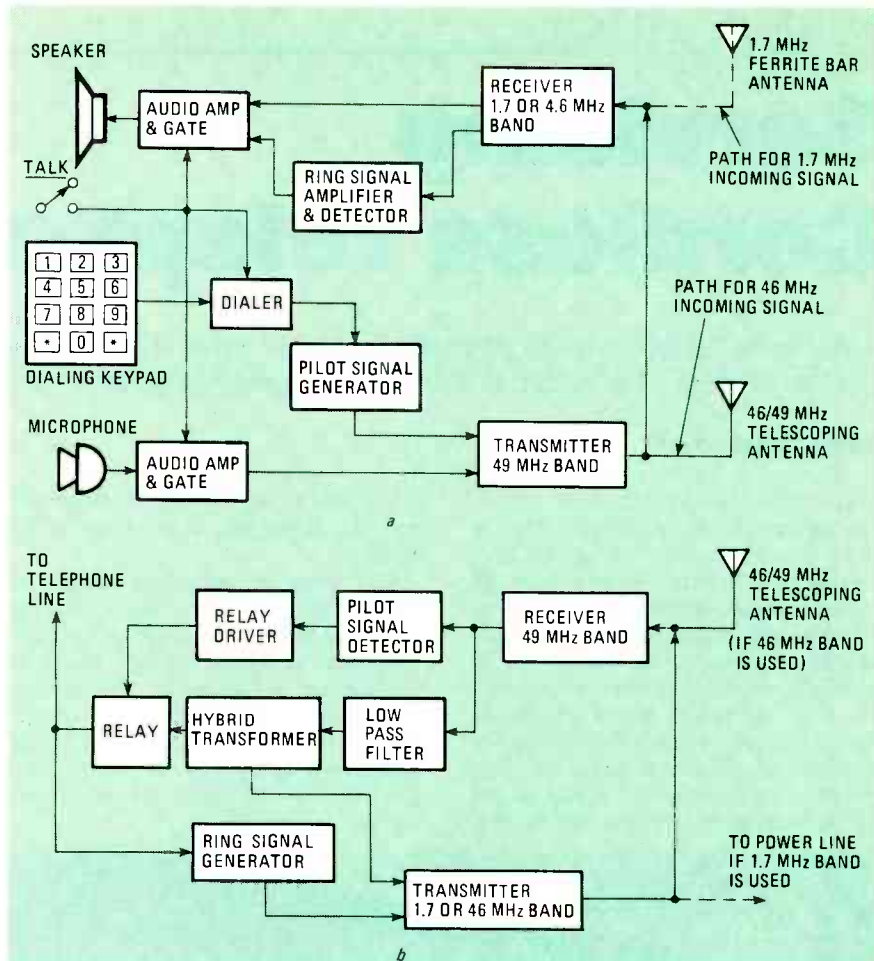 SPEAKER
AUDIO AMP
& GATE
RECEIVER
1.7 OR 4.6 MHz
BAND
1.7 MHz
FERRITE BAR
ANTENNA
TALK
RING SIGNAL
AMPLIFIER
& DETECTOR
PATH FOR 1.7 MHz
INCOMING SIGNAL
1 2 3
4 5 6
7 8 9
* 0 *
DIALING KEYPAD
DIALER
PILOT SIGNAL
GENERATOR
PATH FOR 46 MHz
INCOMING SIGNAL
MICROPHONE
AUDIO AMP
& GATE
TRANSMITTER
49 MHz BAND
46/49 MHz
TELESCOPING
ANTENNA
a
TO
TELEPHONE
LINE
RELAY
DRIVER
PILOT
SIGNAL
DETECTOR
RECEIVER
49 MHz BAND
46/49 MHz
TELESCOPING
ANTENNA
(IF 46 MHz BAND
IS USED)
RELAY
HYBRID
TRANSFORMER
LOW
PASS
FILTER
RING SIGNAL
GENERATOR
TRANSMITTER
1.7 OR 46 MHz BAND
TO POWER LINE
IF 1.7 MHz BAND
IS USED
b